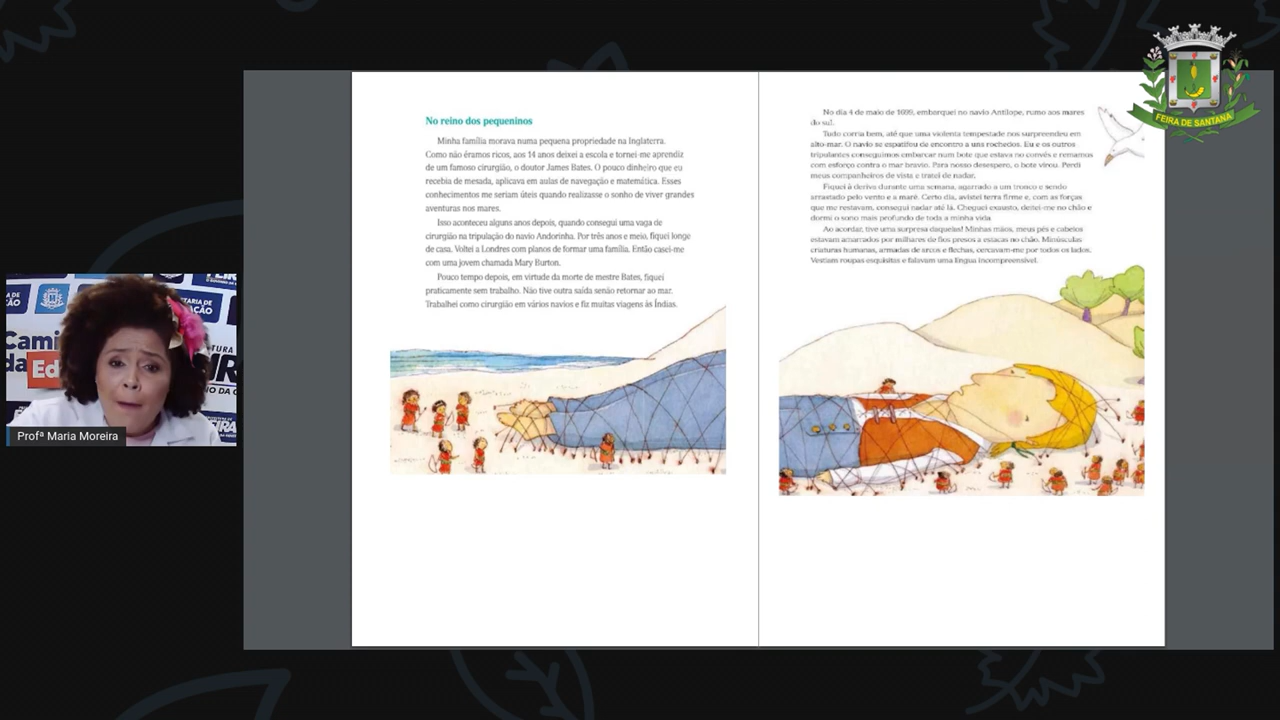 FEIRA DE SANTANA
No reino dos pequeninos
Minha família morava numa pequena propriedade na Inglaterra.
Como não éramos ricos, aos 14 anos deixei a escola e tornei-me aprendiz
de um famoso cirurgião, o doutor James Bates. O pouco dinheiro que eu
recebia de mesada, aplicava em aulas de navegação e matemática. Esses
conhecimentos me seriam úteis quando realizasse o sonho de viver grandes
aventuras nos mares.
Isso aconteceu alguns anos depois, quando consegui uma vaga de
cirurgião na tripulação do navio Andorinha. Por três anos e meio, fiquei longe
de casa. Voltei a Londres com planos de formar uma família. Então casei-me
com uma jovem chamada Mary Burton.
Pouco tempo depois, em virtude da morte de mestre Bates, fiquei
praticamente sem trabalho. Não tive outra saída senão retornar ao mar.
Trabalhei como cirurgião em vários navios e fiz muitas viagens às Índias.
No dia 4 de maio de 1699, embarquei no navio Antílope, rumo aos mares
do sul.
Tudo corria bem, até que uma violenta tempestade nos surpreendeu em
alto-mar. O navio se espatifou de encontro a uns rochedos. Eu e os outros
tripulantes conseguimos embarcar num bote que estava no convés e remamos
com esforço contra o mar bravio. Para nosso desespero, o bote virou. Perdi
meus companheiros de vista e tratei de nadar.
Fiquei à deriva durante uma semana, agarrado a um tronco e sendo
arrastado pelo vento e a maré. Certo dia, avistei terra firme e, com as forças
que me restavam, consegui nadar até lá. Cheguei exausto, deitei-me no chão e
dormi o sono mais profundo de toda a minha vida.
Ao acordar, tive uma surpresa daquelas! Minhas mãos, meus pés e cabelos
estavam amarrados por milhares de fios presos a estacas no chão. Minúsculas
criaturas humanas, armadas de arcos e flechas, cercavam-me por todos os lados.
Vestiam roupas esquisitas e falavam uma língua incompreensível.
Cami
da Ed
Profª Maria Moreira